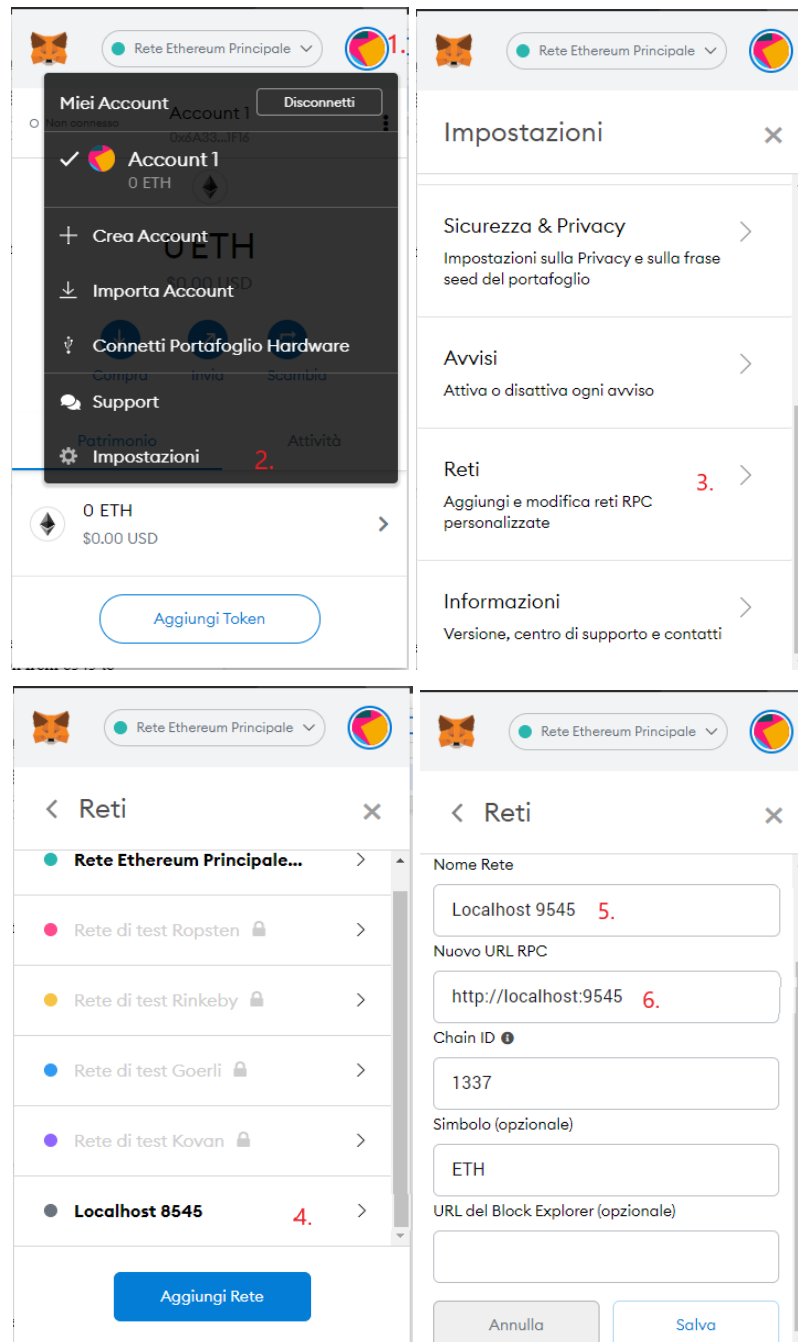 Rete Ethereum Principale
1.
Miei Account
Disconnetti
Account 1
Non connesso
0x6A33...1F16
Account 1
0 ETH
Crea Account
0 ETH
Importa Account
$0.00 USD
Connetti Portafoglio Hardware
Compra
Invia
Scambia
Support
Patrimonio
Attività
Impostazioni
2.
0 ETH
$0.00 USD
Aggiungi Token
Rete Ethereum Principale
Impostazioni
Sicurezza & Privacy
Impostazioni sulla Privacy e sulla frase
seed del portafoglio
Avvisi
Attiva o disattiva ogni avviso
Reti
3.
Aggiungi e modifica reti RPC
personalizzate
Informazioni
Versione, centro di supporto e contatti
Rete Ethereum Principale
Reti
Rete Ethereum Principale...
Rete di test Ropsten
Rete di test Rinkeby
Rete di test Goerli
Rete di test Kovan
Localhost 8545
4.
Aggiungi Rete
Rete Ethereum Principale
Reti
Nome Rete
Localhost 9545 5.
Nuovo URL RPC
http://localhost:9545 6.
Chain ID
1337
Simbolo (opzionale)
ETH
URL del Block Explorer (opzionale)
Annulla
Salva